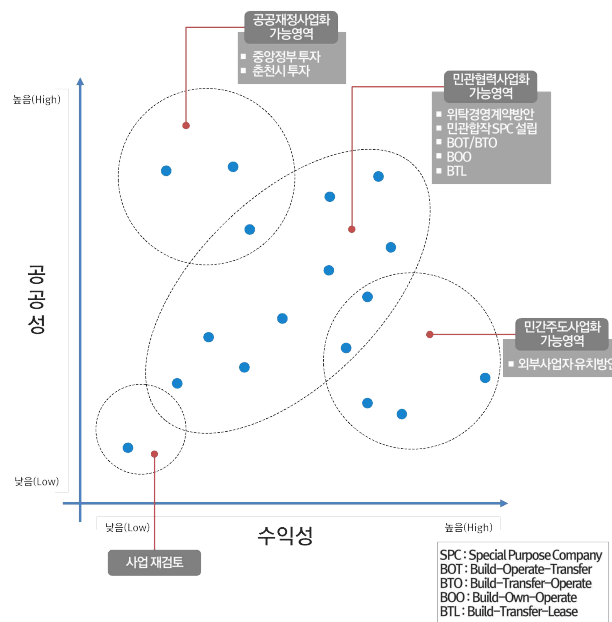 공공재정사업화
가능영역
▪ 중앙정부 투자
▪ 춘천시 투자
민관협력사업화
가능영역
▪ 위탁경영계약방안
▪ 민관합작 SPC 설립
▪ BOT/BTO
▪ BOO
▪ BTL
높음(High)
공공성
민간주도사업화
가능영역
▪ 외부사업자 유치방안
낮음(Low)
낮음(Low)
수익성
높음(High)
사업 재검토
SPC : Special Purpose Company
BOT : Build-Operate-Transfer
BTO : Build-Transfer-Operate
BOO : Build-Own-Operate
BTL : Build-Transfer-Lease